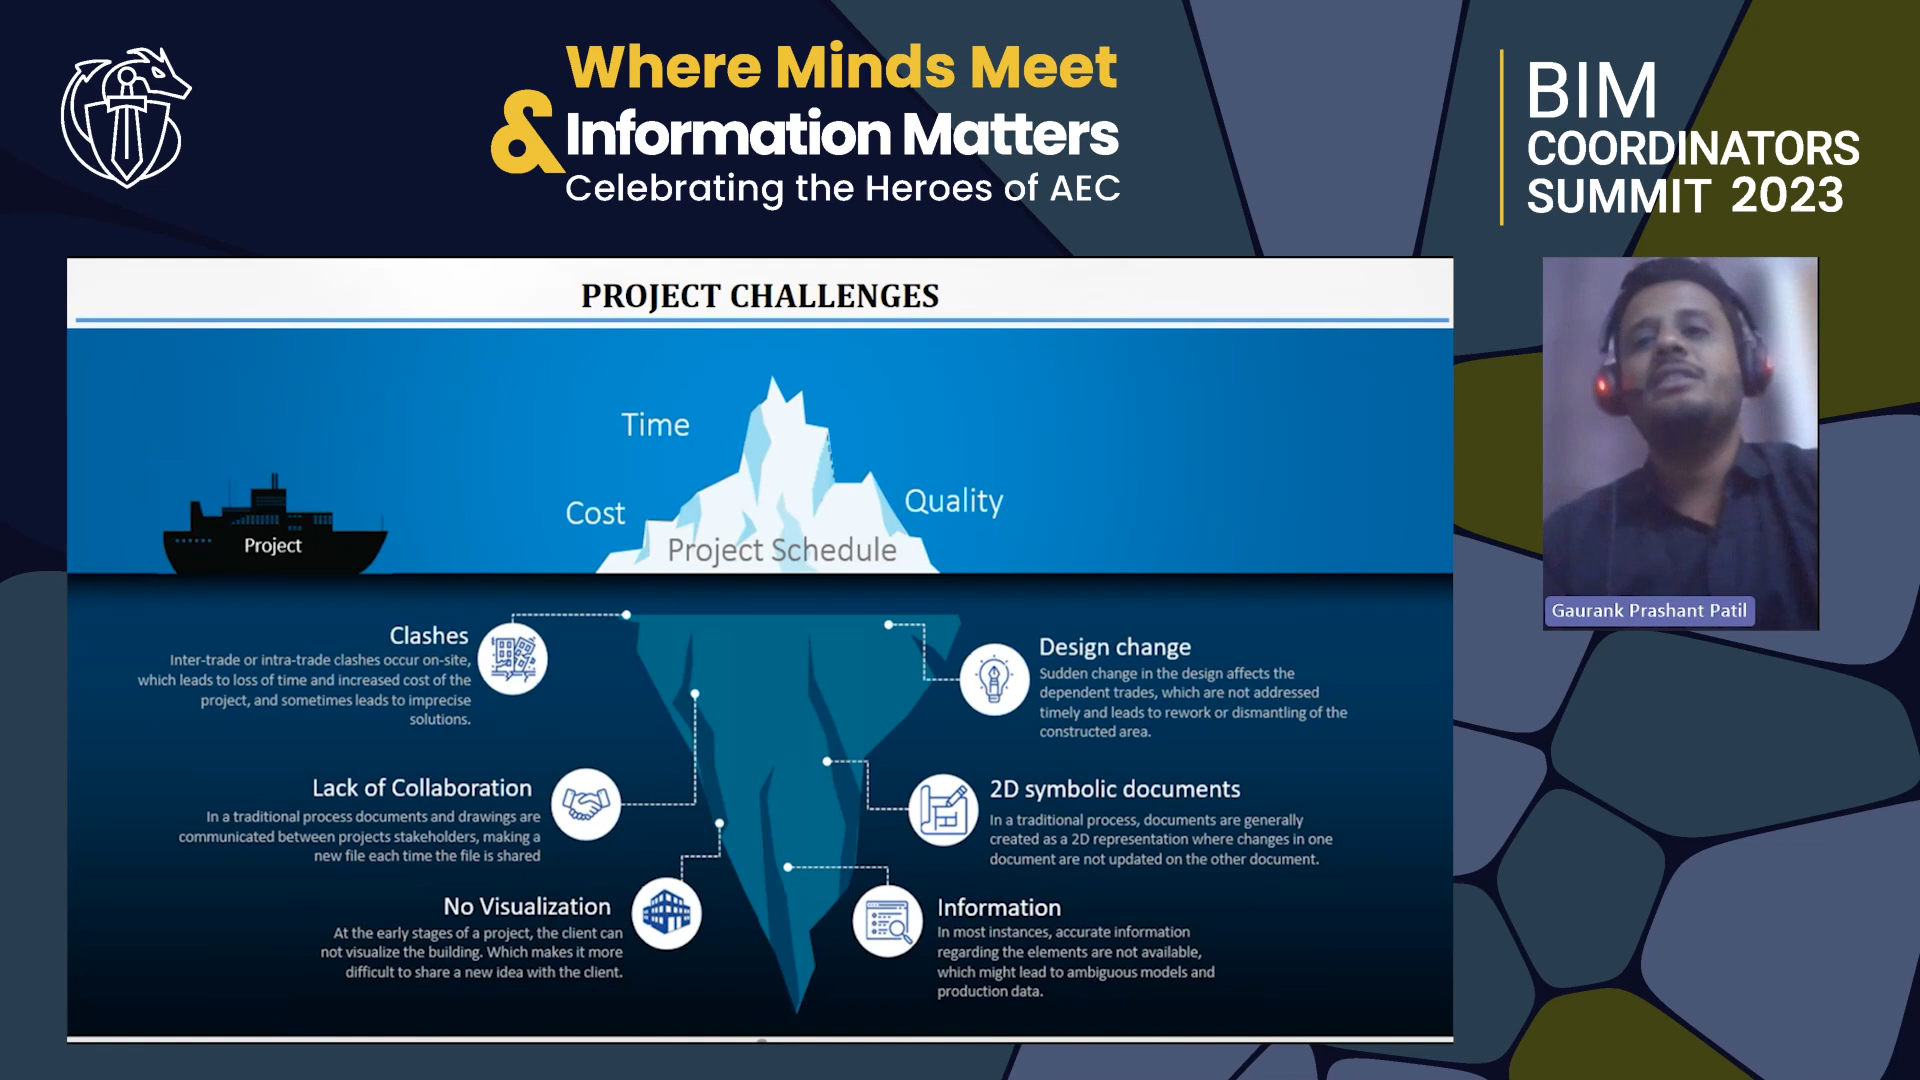 Where Minds Meet
& Information Matters
Celebrating the Heroes of AEC
BIM
COORDINATORS
SUMMIT 2023
PROJECT CHALLENGES
Time
Cost
Quality
Project Schedule
Project
Clashes
Inter-trade or intra-trade clashes occur on-site,
which leads to loss of time and increased cost of the
project, and sometimes leads to imprecise
solutions.
Lack of Collaboration
In a traditional process documents and drawings are
communicated between projects stakeholders, making a
new file each time the file is shared
No Visualization
At the early stages of a project, the client can
not visualize the building. Which makes it more
difficult to share a new idea with the client.
Design change
Sudden change in the design affects the
dependent trades, which are not addressed
timely and leads to rework or dismantling of the
constructed area.
2D symbolic documents
In a traditional process, documents are generally
created as a 2D representation where changes in one
document are not updated on the other document.
Information
In most instances, accurate information
regarding the elements are not available,
which might lead to ambiguous models and
production data.
Gaurank Prashant Patil